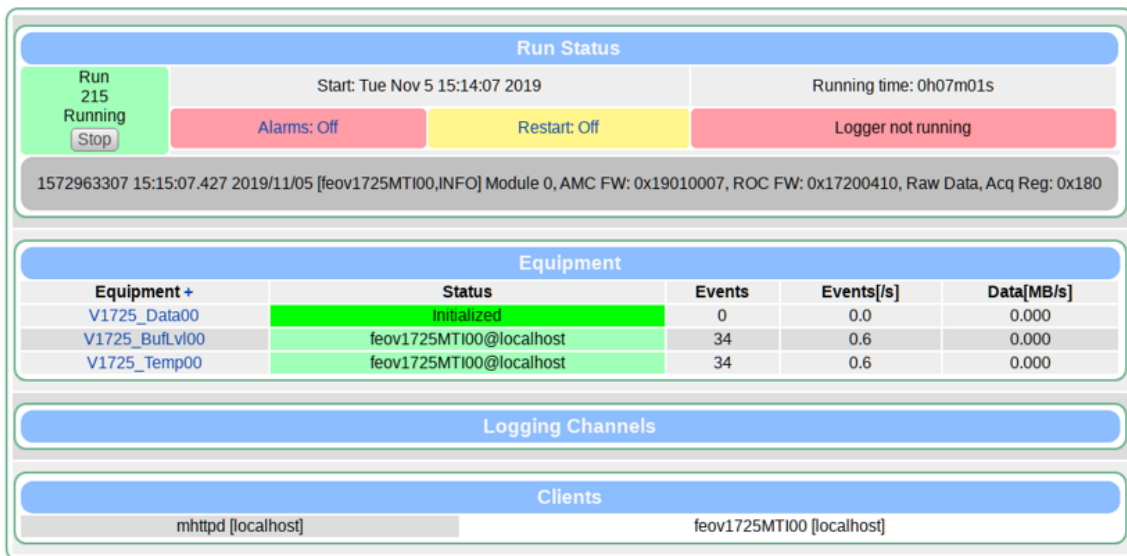 Run Status
Run
215
Running
Stop
Start: Tue Nov 5 15:14:07 2019
Running time: 0h07m01s
Alarms: Off
Restart: Off
Logger not running
1572963307 15:15:07.427 2019/11/05 [feov1725MTI00,INFO] Module 0, AMC FW: 0x19010007, ROC FW: 0x17200410, Raw Data, Acq Reg: 0x180
Equipment
Equipment + Status Events Events[/s] Data[MB/s]
V1725_Data00 Initialized 0 0.0 0.000
V1725_BufLvl00 feov1725MTI00@localhost 34 0.6 0.000
V1725_Temp00 feov1725MTI00@localhost 34 0.6 0.000
Logging Channels
Clients
mhttpd [localhost] feov1725MTI00 [localhost]